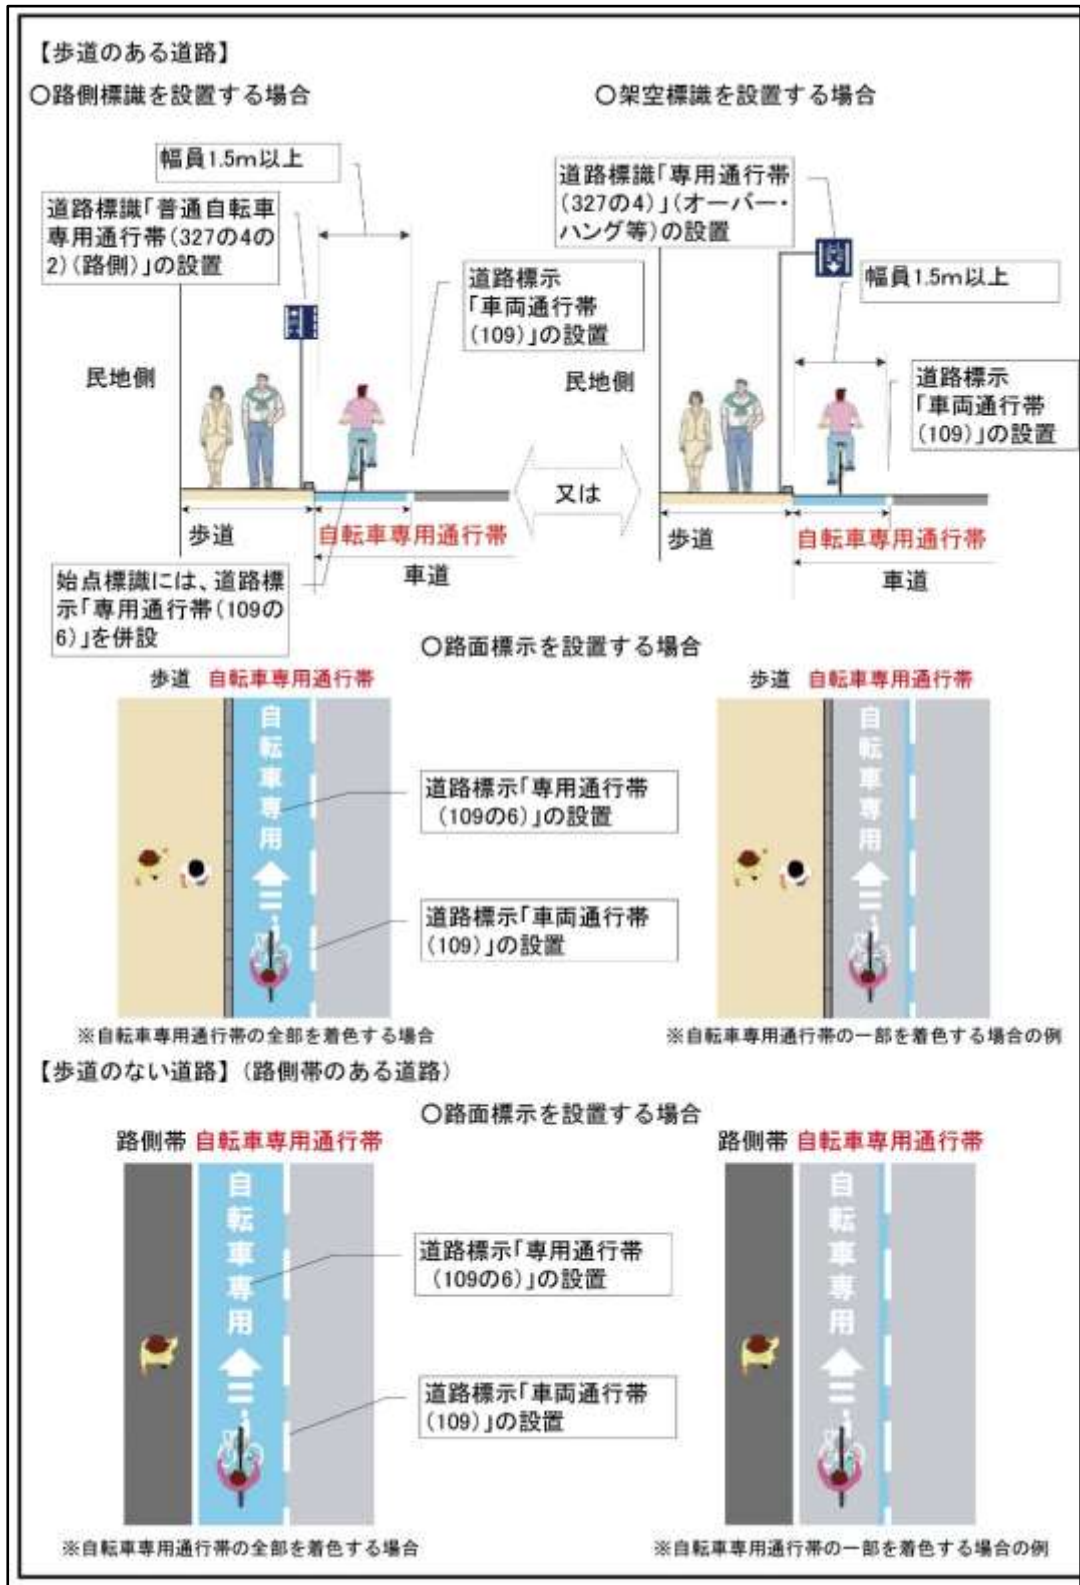 【歩道のある道路】
○路側標識を設置する場合
○架空標識を設置する場合
幅員1.5m以上
道路標識「普通自転車
専用通行帯(327の4の
2)(路側)」の設置
道路標示
「車両通行帯
(109)」の設置
民地側
歩道
自転車専用通行帯
車道
始点標識には、道路標
示「専用通行帯(109の
6)」を併設
又は
道路標識「専用通行帯
(327の4)」(オーバー・
ハング等)の設置
幅員1.5m以上
道路標示
「車両通行帯
(109)」の設置
民地側
歩道
自転車専用通行帯
車道
○路面標示を設置する場合
歩道 自転車専用通行帯
自転車専用
道路標示「専用通行帯
(109の6)」の設置
道路標示「車両通行帯
(109)」の設置
※自転車専用通行帯の全部を着色する場合
歩道 自転車専用通行帯
自転車専用
※自転車専用通行帯の一部を着色する場合の例
【歩道のない道路】(路側帯のある道路)
○路面標示を設置する場合
路側帯 自転車専用通行帯
自転車専用
道路標示「専用通行帯
(109の6)」の設置
道路標示「車両通行帯
(109)」の設置
※自転車専用通行帯の全部を着色する場合
路側帯 自転車専用通行帯
自転車専用
※自転車専用通行帯の一部を着色する場合の例